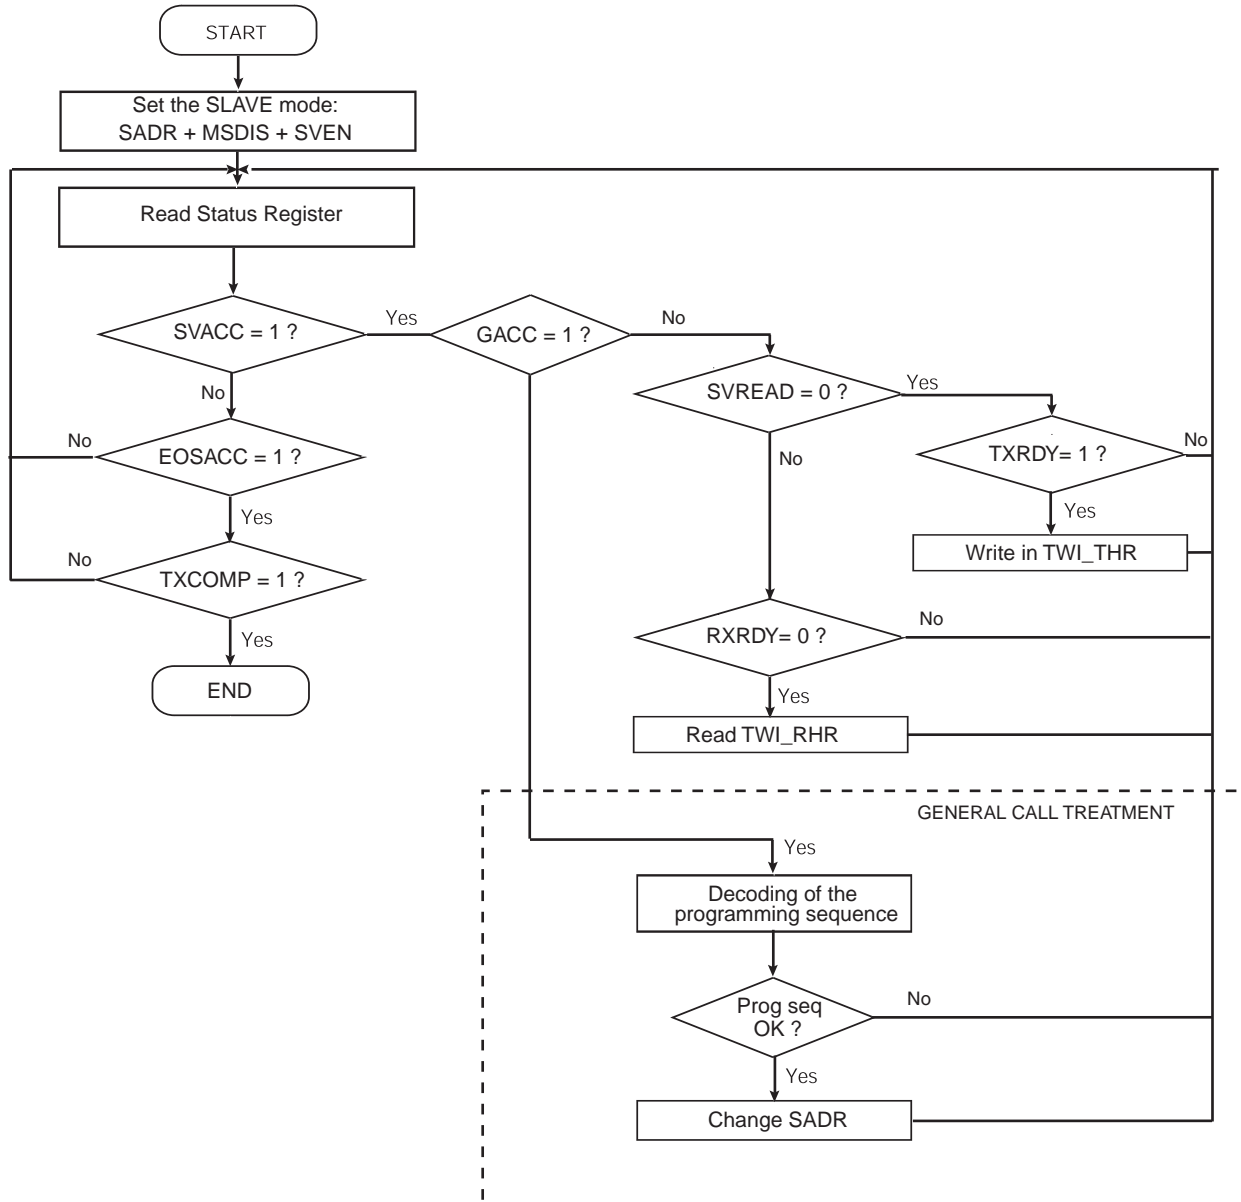 START
Set the SLAVE mode:
SADR + MSDIS + SVEN
Read Status Register
SVACC = 1 ?
Yes
GACC = 1 ?
No
SVREAD = 0 ?
Yes
No
EOSACC = 1 ?
No
No
TXRDY= 1 ?
No
Yes
Yes
Write in TWI_THR
No
TXCOMP = 1 ?
RXRDY= 0 ?
No
Yes
END
Yes
Read TWI_RHR
GENERAL CALL TREATMENT
Yes
Decoding of the
programming sequence
Prog seq
OK ?
No
Yes
Change SADR